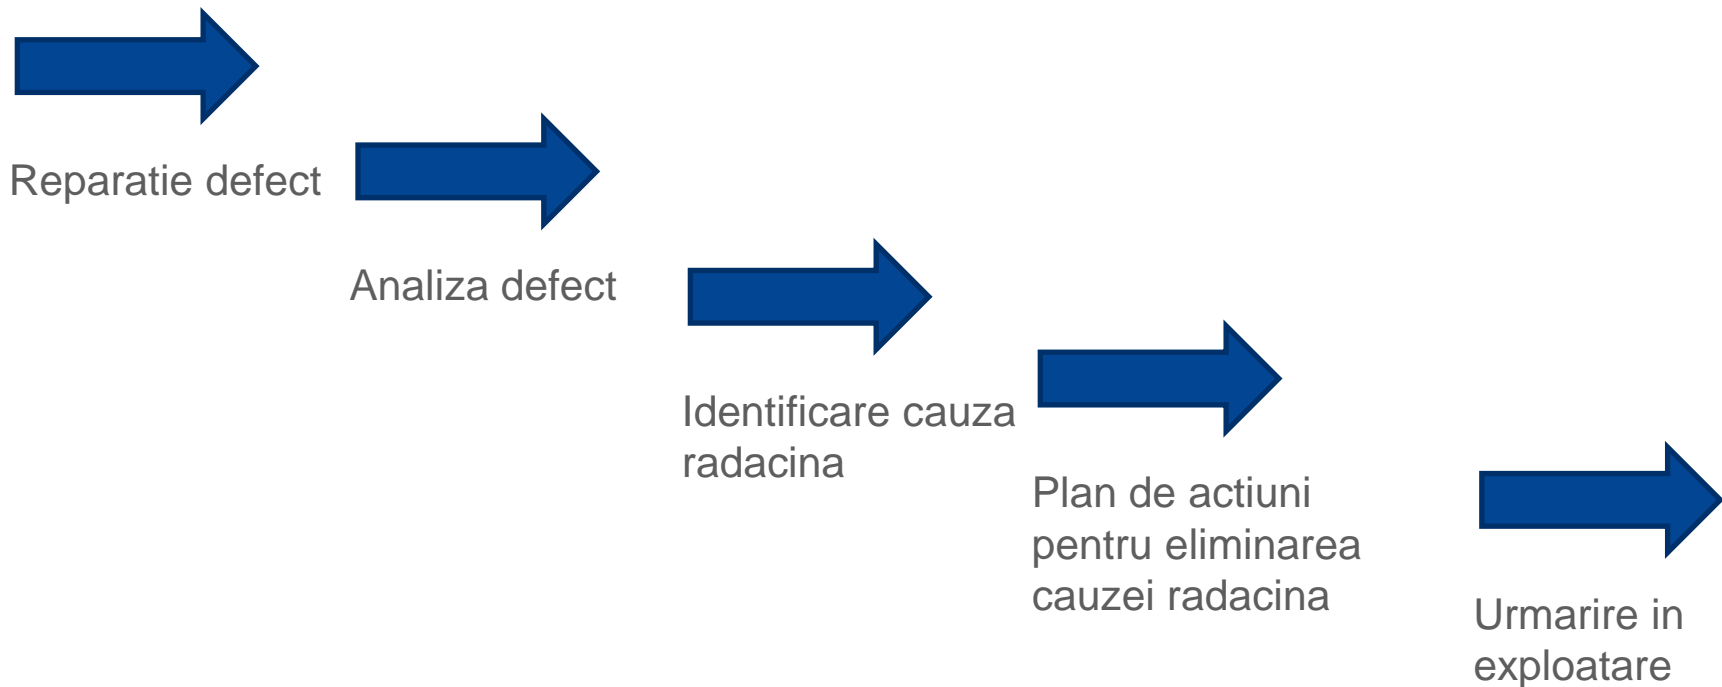 Reparatie defect
Analiza defect
Identificare cauza
radacina
Plan de actiuni
pentru eliminarea
cauzei radacina
Urmarire in
exploatare